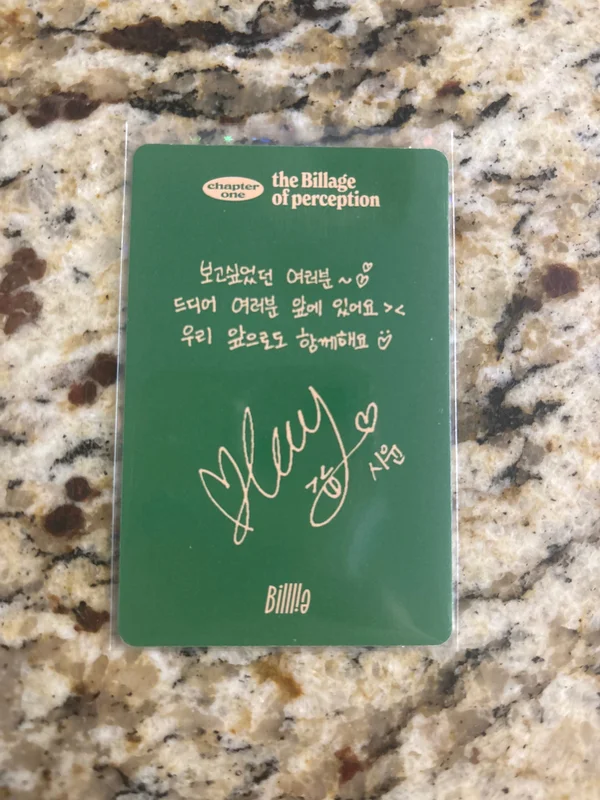 chapter one
the Billage
of perception
보고싶었던 여러분 ~♡
드디어 여러분 앞에 있어요 ><
우리 앞으로도 함께해요
시윤
Billlie